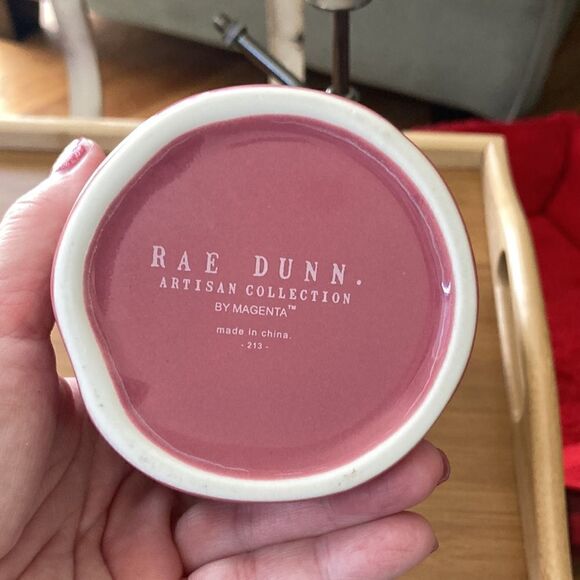 RAE DUNN.
ARTISAN COLLECTION
BY MAGENTA™
made in china.
- 213 -